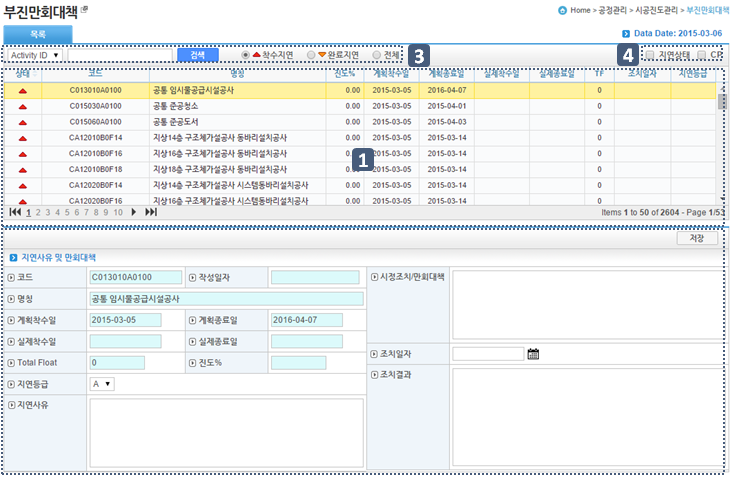 부진만회대책
Home > 공정관리 > 시공진도관리 > 부진만회대책
목록
Data Date: 2015-03-06
Activity ID 검색 착수지연 완료지연 전체 3 4 지연상태
상태 코드 명칭 진도% 계획착수일 계획종료일 실제착수일 실제종료일 TF 조치일자 지연등급
C013010A0100 공통 임시물공급시설공사 0.00 2015-03-05 2016-04-07 0
C015030A0100 공통 준공청소 0.00 2015-03-05 2015-04-01 0
C015060A0100 공통 준공도서 0.00 2015-03-05 2015-04-03 0
CA12010B0F14 지상14층 구조체가설공사 동바리설치공사 0.00 2015-03-05 2015-03-14 0
CA12010B0F16 지상16층 구조체가설공사 동바리설치공사 0.00 2015-03-05 2015-03-14 0
CA12010B0F18 지상18층 구조체가설공사 동바리설치공사 0.00 2015-03-05 2015-03-14 0
CA12020B0F14 지상14층 구조체가설공사 시스템동바리설치공사 0.00 2015-03-05 2015-03-14 0
CA12020B0F16 지상16층 구조체가설공사 시스템동바리설치공사 0.00 2015-03-05 2015-03-14 0
1
1 2 3 4 5 6 7 8 9 10 Items 1 to 50 of 2604 - Page 1/53
저장
지연사유 및 만회대책
코드 C013010A0100 작성일자 시정조치/만회대책
명칭 공통 임시물공급시설공사
계획착수일 2015-03-05 계획종료일 2016-04-07
실제착수일 실제종료일
조치일자
Total Float 0 진도%
조치결과
지연등급 A
지연사유